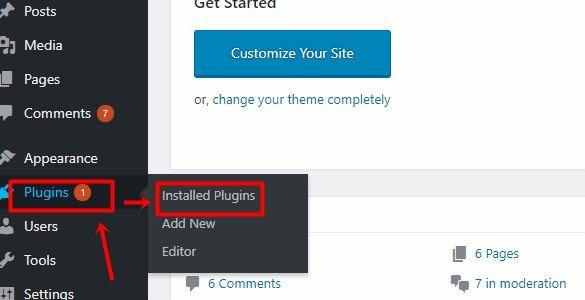 Posts
Media
Pages
Comments 7
Appearance
Plugins 1
Users
Tools
Settings
Installed Plugins
Add New
Editor
Get Started
Customize Your Site
or, change your theme completely
6 Pages
6 Comments
7 in moderation